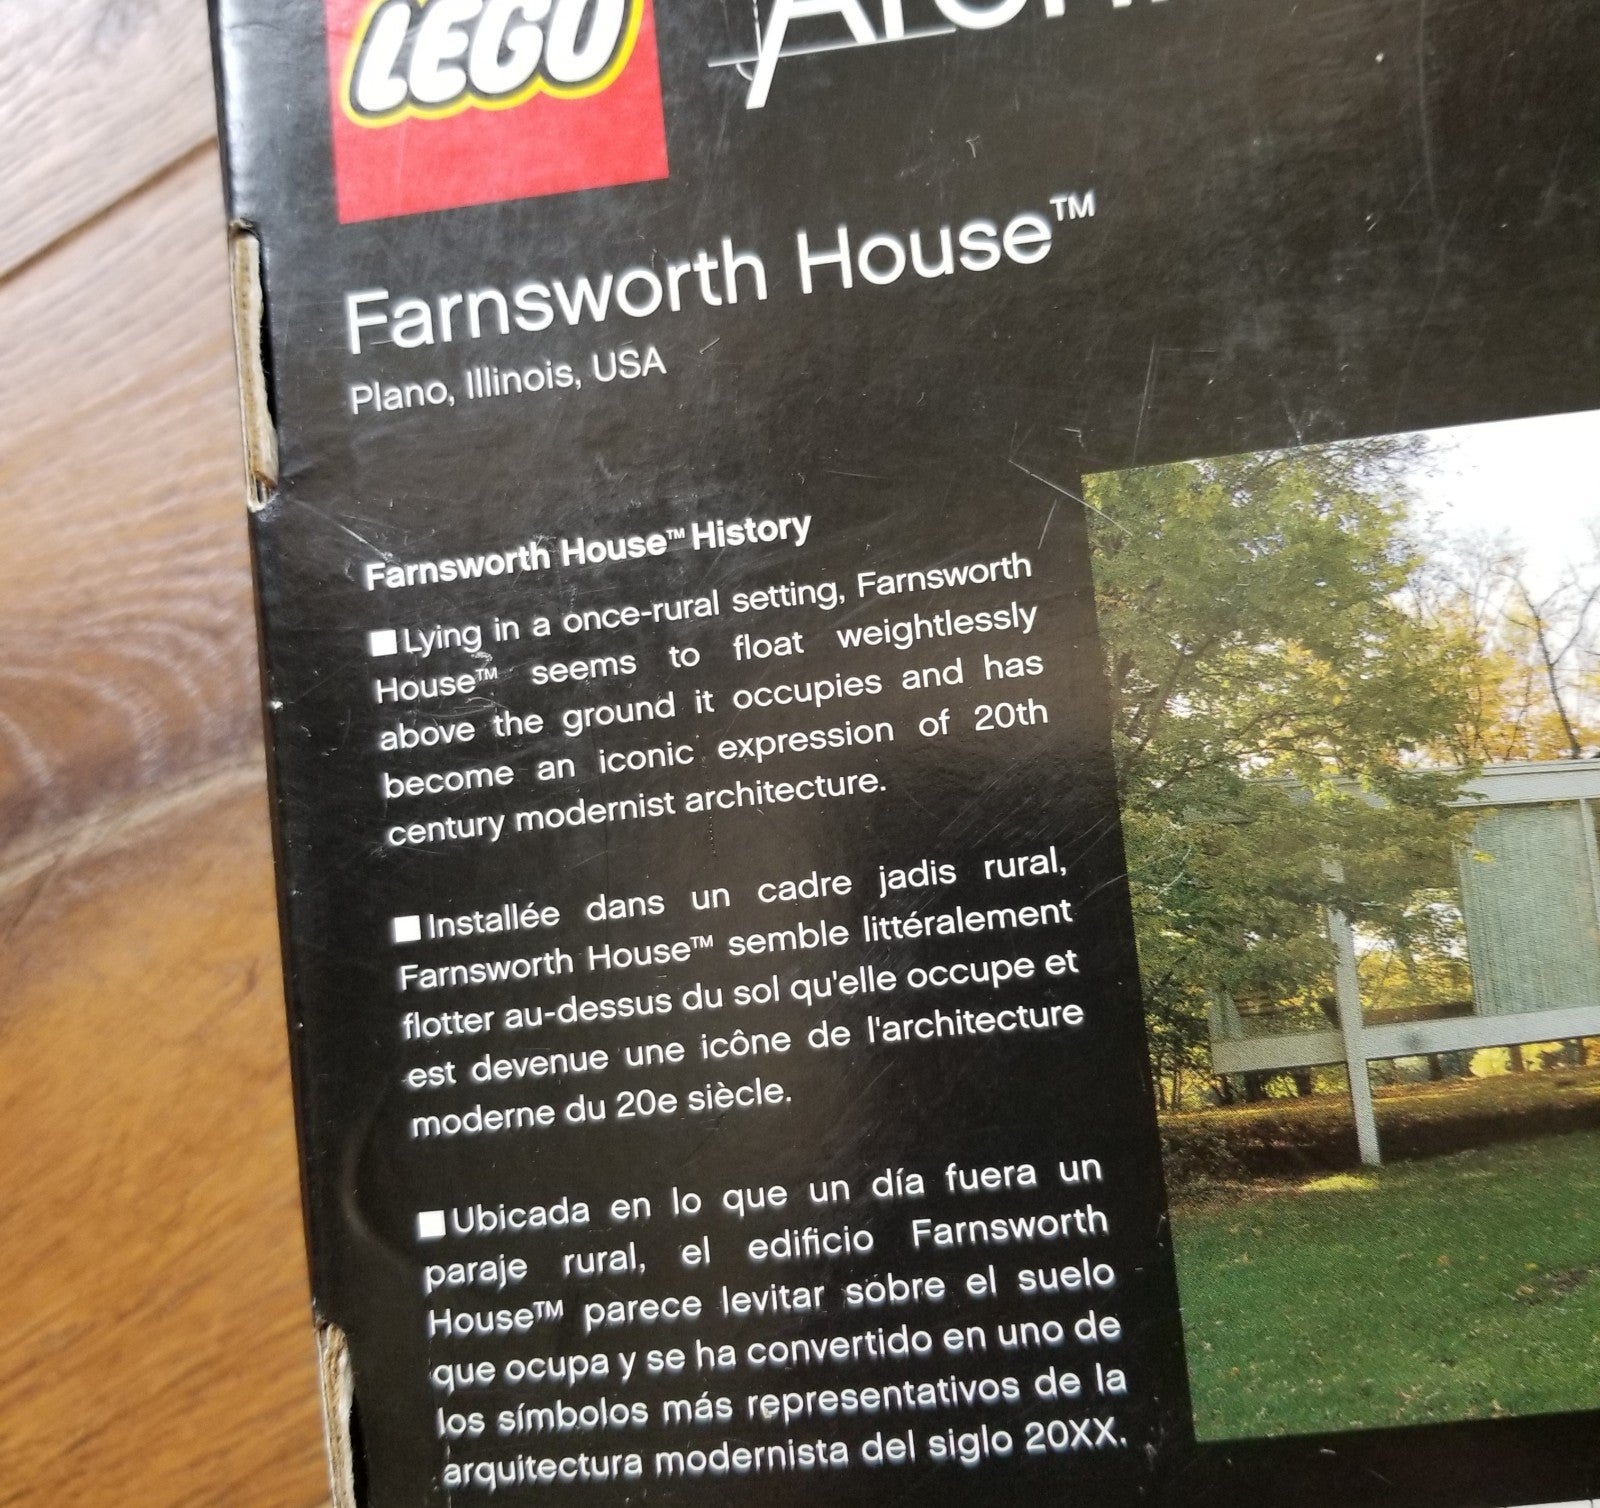 LEGO
Farnsworth House™
Plano, Illinois, USA
Farnsworth House™ History
Lying in a once-rural setting, Farnsworth
House™ seems to float weightlessly
above the ground it occupies and has
become an iconic expression of 20th
century modernist architecture.
Installée dans un cadre jadis rural,
Farnsworth House™ semble littéralement
flotter au-dessus du sol qu'elle occupe et
est devenue une icône de l'architecture
moderne du 20e siècle.
Ubicada en lo que un día fuera un
paraje rural, el edificio Farnsworth
House™ parece levitar sobre el suelo
que ocupa y se ha convertido en uno de
los símbolos más representativos de la
arquitectura modernista del siglo 20XX.